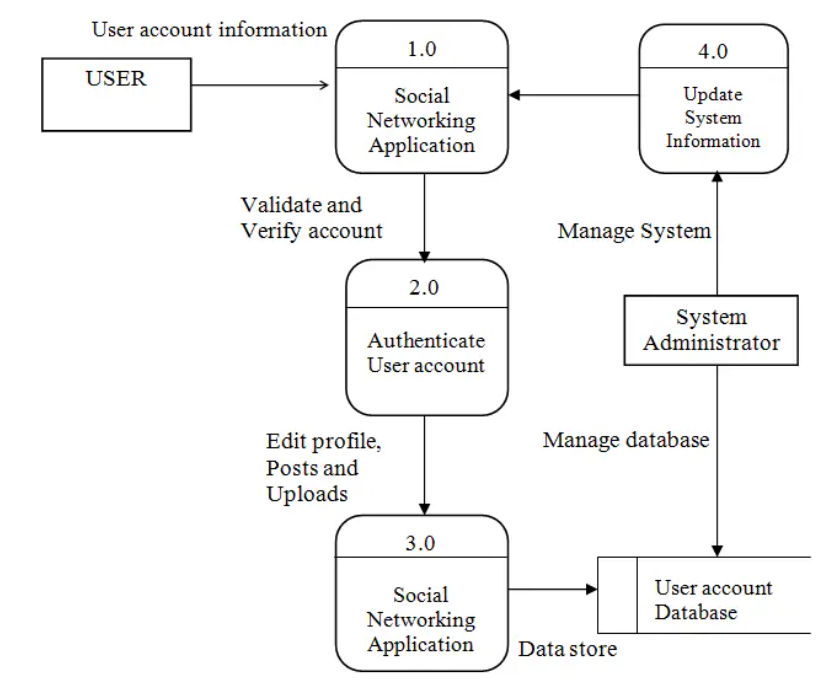 User account information
USER
1.0
Social
Networking
Application
4.0
Update
System
Information
Validate and
Verify account
Manage System
2.0
Authenticate
User account
System
Administrator
Edit profile,
Posts and
Uploads
Manage database
3.0
Social
Networking
Application
Data store
User account
Database